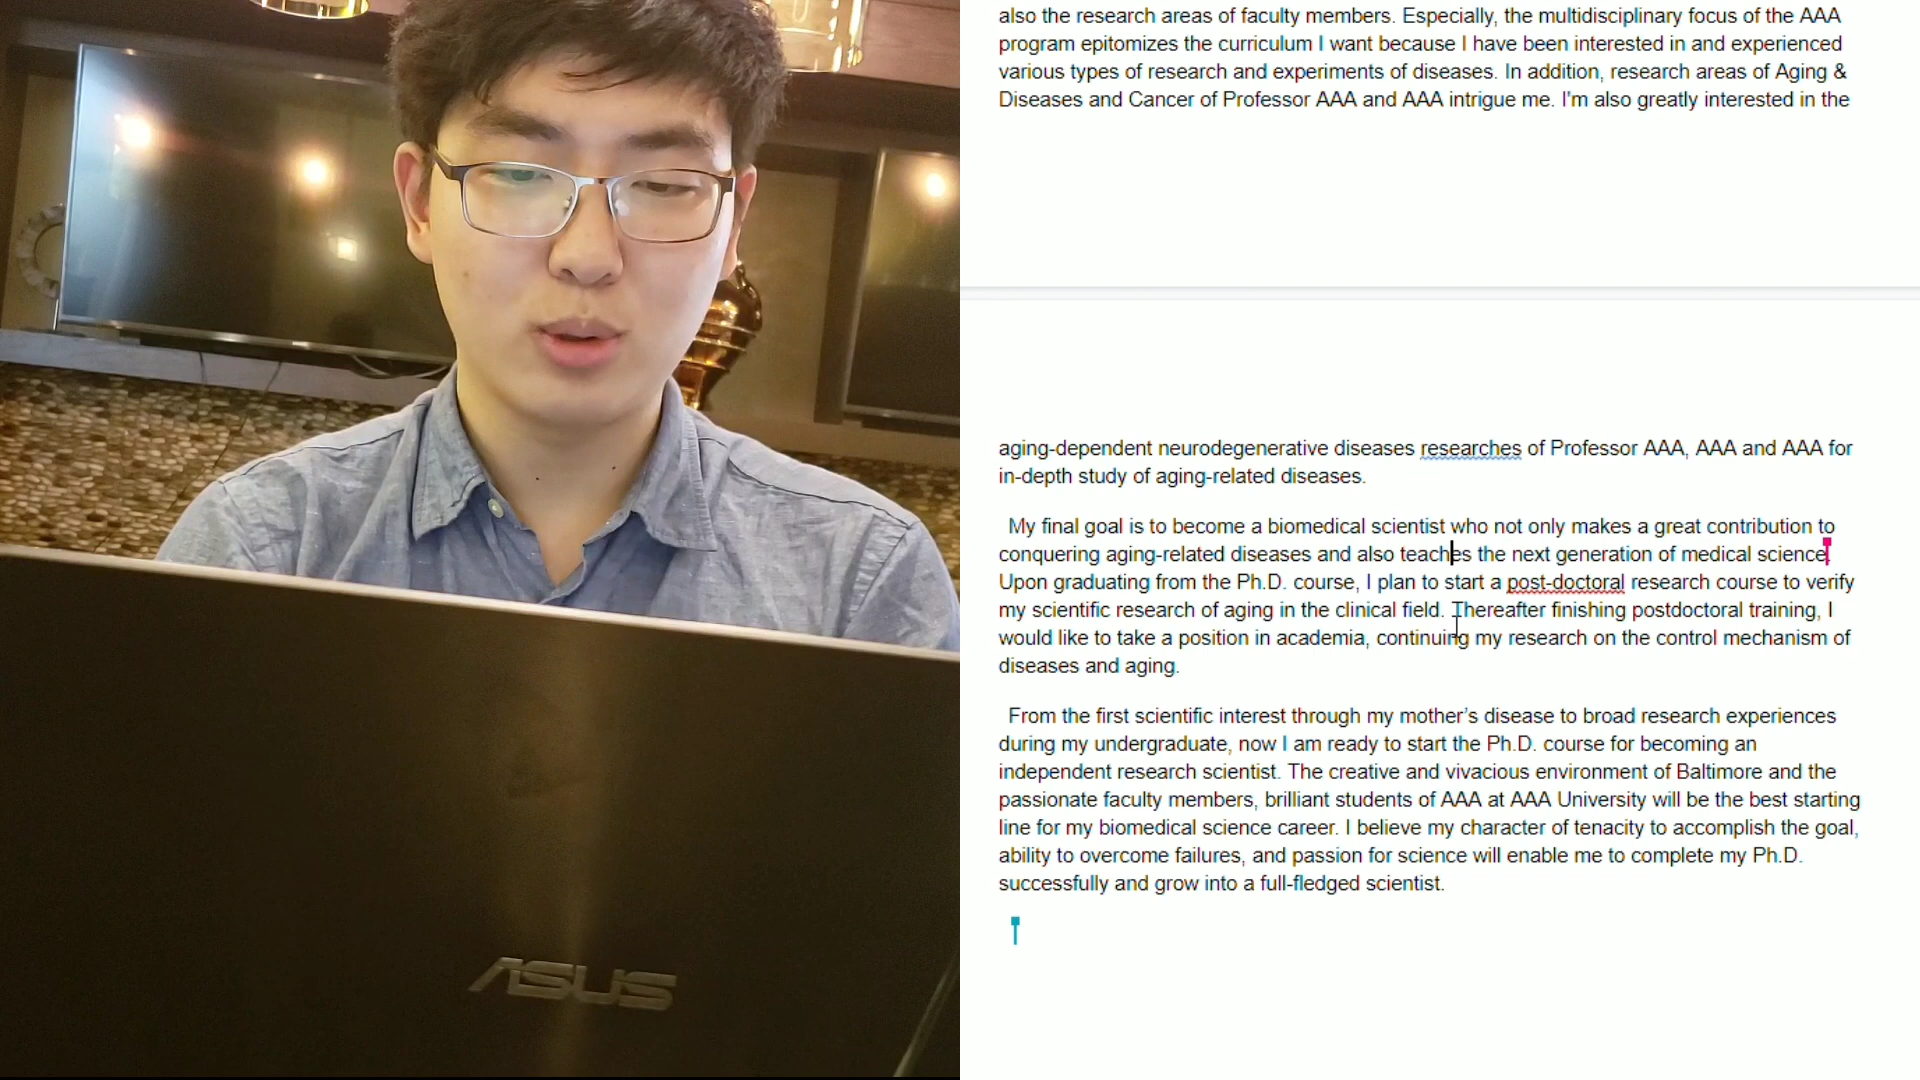 also the research areas of faculty members. Especially, the multidisciplinary focus of the AAA
program epitomizes the curriculum I want because I have been interested in and experienced
various types of research and experiments of diseases. In addition, research areas of Aging &
Diseases and Cancer of Professor AAA and AAA intrigue me. I'm also greatly interested in the
aging-dependent neurodegenerative diseases researches of Professor AAA, AAA and AAA for
in-depth study of aging-related diseases.
My final goal is to become a biomedical scientist who not only makes a great contribution to
conquering aging-related diseases and also teaches the next generation of medical science.
Upon graduating from the Ph.D. course, I plan to start a post-doctoral research course to verify
my scientific research of aging in the clinical field. Thereafter finishing postdoctoral training, I
would like to take a position in academia, continuing my research on the control mechanism of
diseases and aging.
From the first scientific interest through my mother’s disease to broad research experiences
during my undergraduate, now I am ready to start the Ph.D. course for becoming an
independent research scientist. The creative and vivacious environment of Baltimore and the
passionate faculty members, brilliant students of AAA at AAA University will be the best starting
line for my biomedical science career. I believe my character of tenacity to accomplish the goal,
ability to overcome failures, and passion for science will enable me to complete my Ph.D.
successfully and grow into a full-fledged scientist.
ASUS